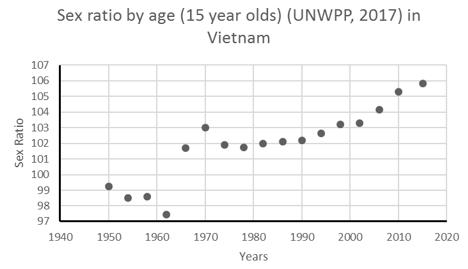 Sex ratio by age (15 year olds) (UNWPP, 2017) in
Vietnam
107
106
105
104
103
102
101
100
99
98
97
Sex Ratio
1940 1950 1960 1970 1980 1990 2000 2010 2020
Years